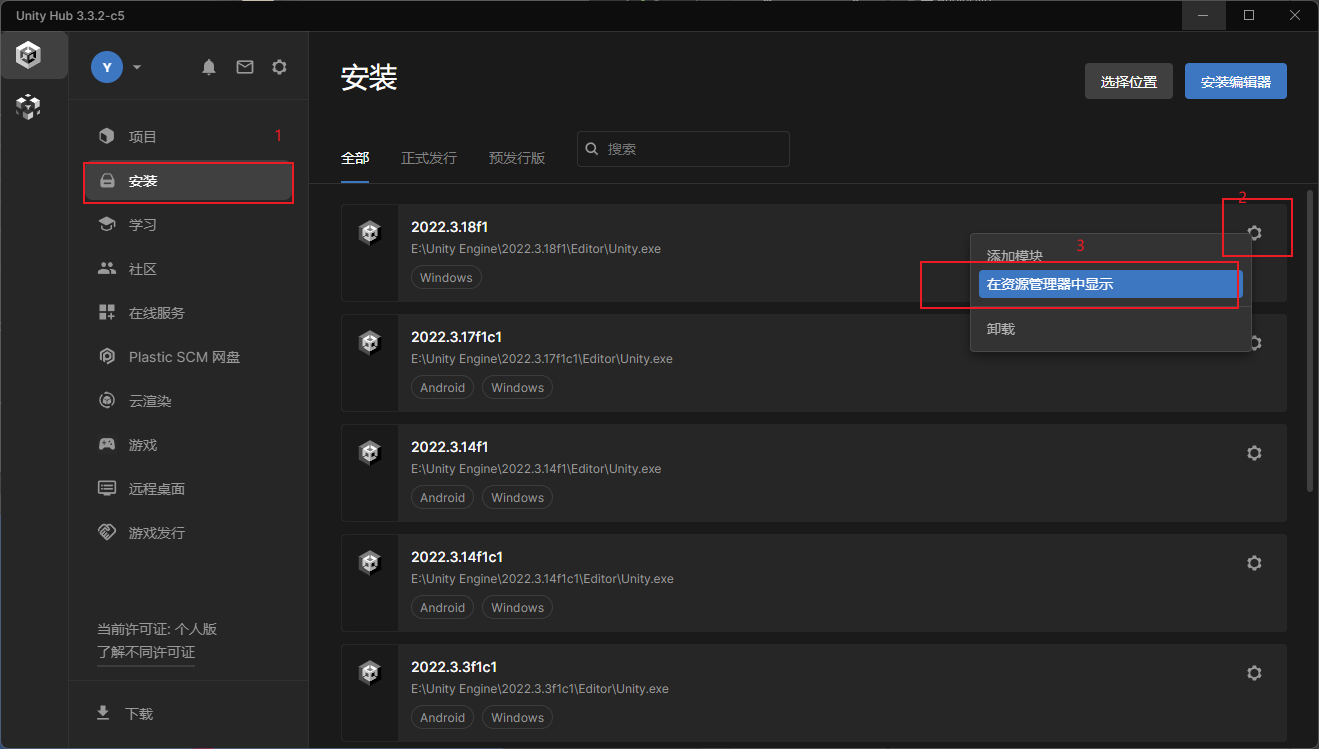 Unity Hub 3.3.2-c5
Y
项目
1
安装
学习
社区
在线服务
Plastic SCM 网盘
云渲染
游戏
远程桌面
游戏发行
当前许可证: 个人版
了解不同许可证
下载
安装
选择位置
安装编辑器
全部
正式发行
预发行版
搜索
2022.3.18f1
E:\Unity Engine\2022.3.18f1\Editor\Unity.exe
Windows
2
3
添加模块
在资源管理器中显示
卸载
2022.3.17f1c1
E:\Unity Engine\2022.3.17f1c1\Editor\Unity.exe
Android
Windows
2022.3.14f1
E:\Unity Engine\2022.3.14f1\Editor\Unity.exe
Android
Windows
2022.3.14f1c1
E:\Unity Engine\2022.3.14f1c1\Editor\Unity.exe
Android
Windows
2022.3.3f1c1
E:\Unity Engine\2022.3.3f1c1\Editor\Unity.exe
Android
Windows